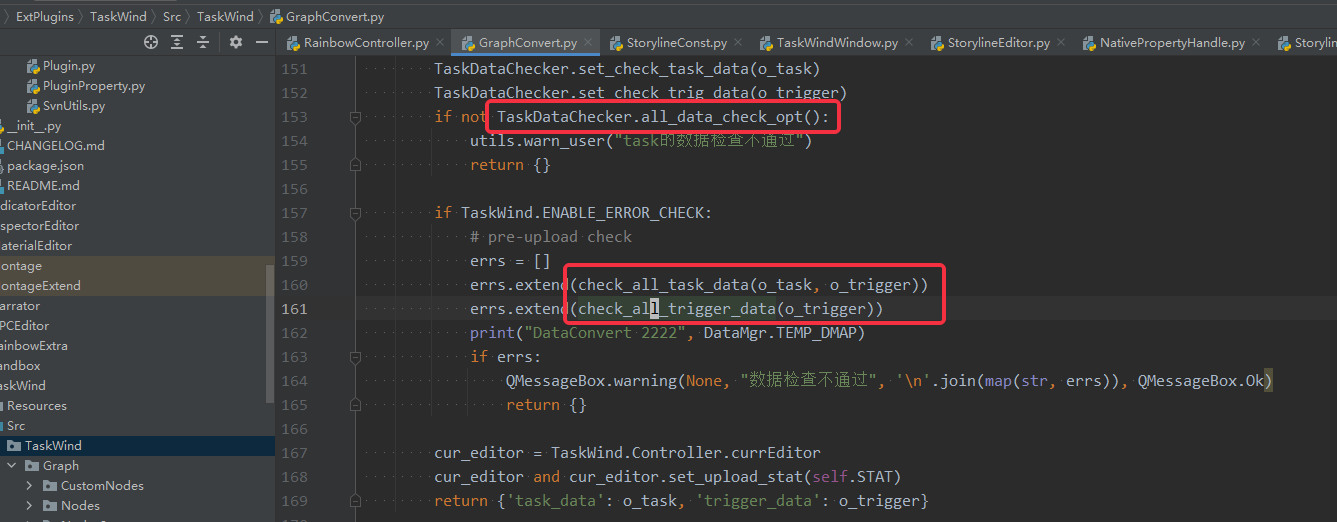 ExtPlugins TaskWind Src TaskWind GraphConvert.py
RainbowController.py GraphConvert.py StorylineConst.py TaskWindWindow.py StorylineEditor.py NativePropertyHandle.py Storylin
Plugin.py
PluginProperty.py
SvnUtils.py
__init__.py
CHANGELOG.md
package.json
README.md
dicatorEditor
spectorEditor
aterialEditor
ontage
ontageExtend
arrator
PCEditor
ainbowExtra
andbox
askWind
Resources
Src
TaskWind
Graph
CustomNodes
Nodes
151 TaskDataChecker.set_check_task_data(o_task)
152 TaskDataChecker.set_check_trig_data(o_trigger)
153 if not TaskDataChecker.all_data_check_opt():
154 utils.warn_user("task的数据检查不通过")
155 return {}
156
157 if TaskWind.ENABLE_ERROR_CHECK:
158 # pre-upload check
159 errs = []
160 errs.extend(check_all_task_data(o_task, o_trigger))
161 errs.extend(check_all_trigger_data(o_trigger))
162 print("DataConvert 2222", DataMgr.TEMP_DMAP)
163 if errs:
164 QMessageBox.warning(None, "数据检查不通过", '\n'.join(map(str, errs)), QMessageBox.Ok)
165 return {}
166
167 cur_editor = TaskWind.Controller.currEditor
168 cur_editor and cur_editor.set_upload_stat(self.STAT)
169 return {'task_data': o_task, 'trigger_data': o_trigger}